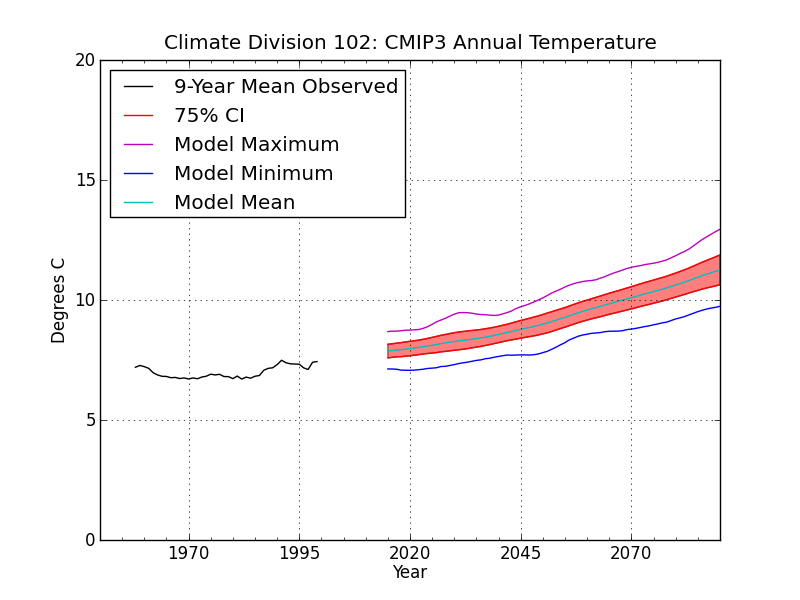 Climate Division 102: CMIP3 Annual Temperature
20
9-Year Mean Observed
75% CI
Model Maximum
Model Minimum
Model Mean
15
10
5
0
Degrees C
1970 1995 2020 2045 2070
Year